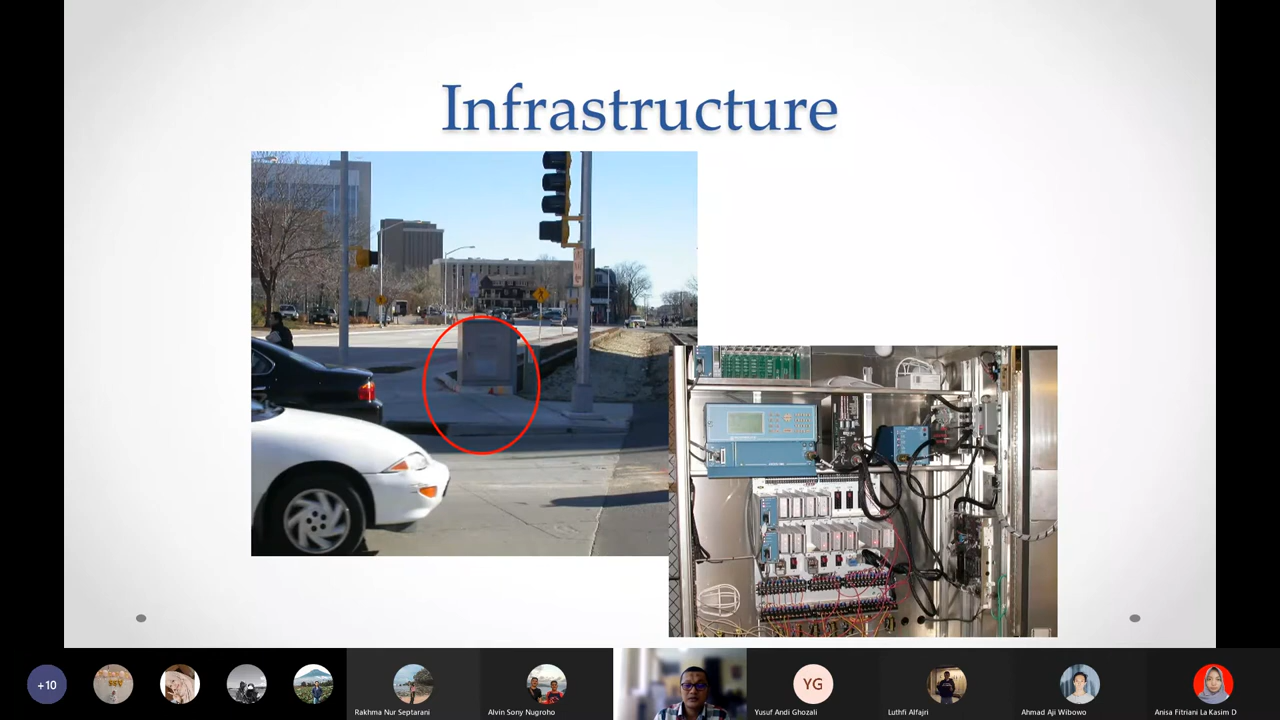 Infrastructure
+10
Rakhma Nur Septarani
Alvin Sony Nugroho
YG
Yusuf Andi Ghozali
Luthfi Alfajri
Ahmad Aji Wibowo
Anisa Fitriani La Kasim D